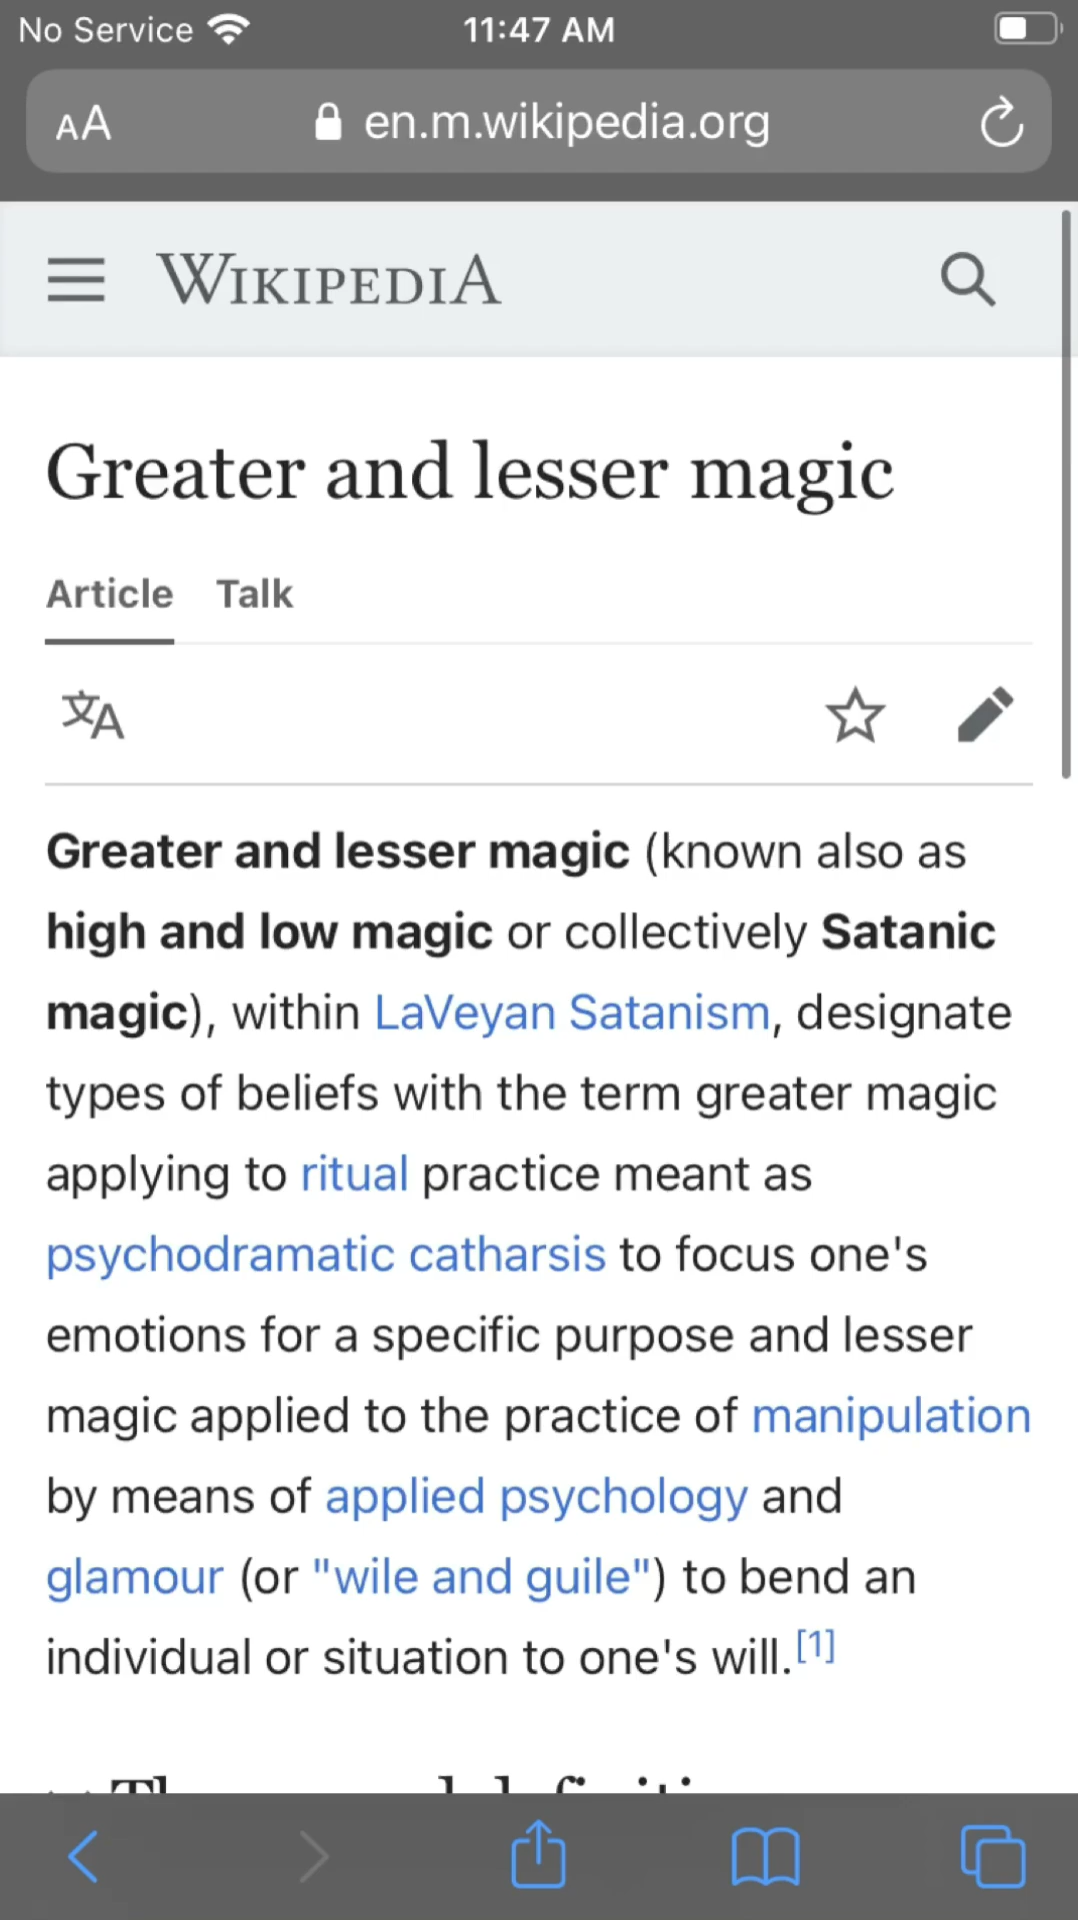 No Service 11:47 AM
AA en.m.wikipedia.org
WIKIPEDIA
Greater and lesser magic
Article Talk
文A
Greater and lesser magic (known also as
high and low magic or collectively Satanic
magic), within LaVeyan Satanism, designate
types of beliefs with the term greater magic
applying to ritual practice meant as
psychodramatic catharsis to focus one's
emotions for a specific purpose and lesser
magic applied to the practice of manipulation
by means of applied psychology and
glamour (or "wile and guile") to bend an
individual or situation to one's will.[1]